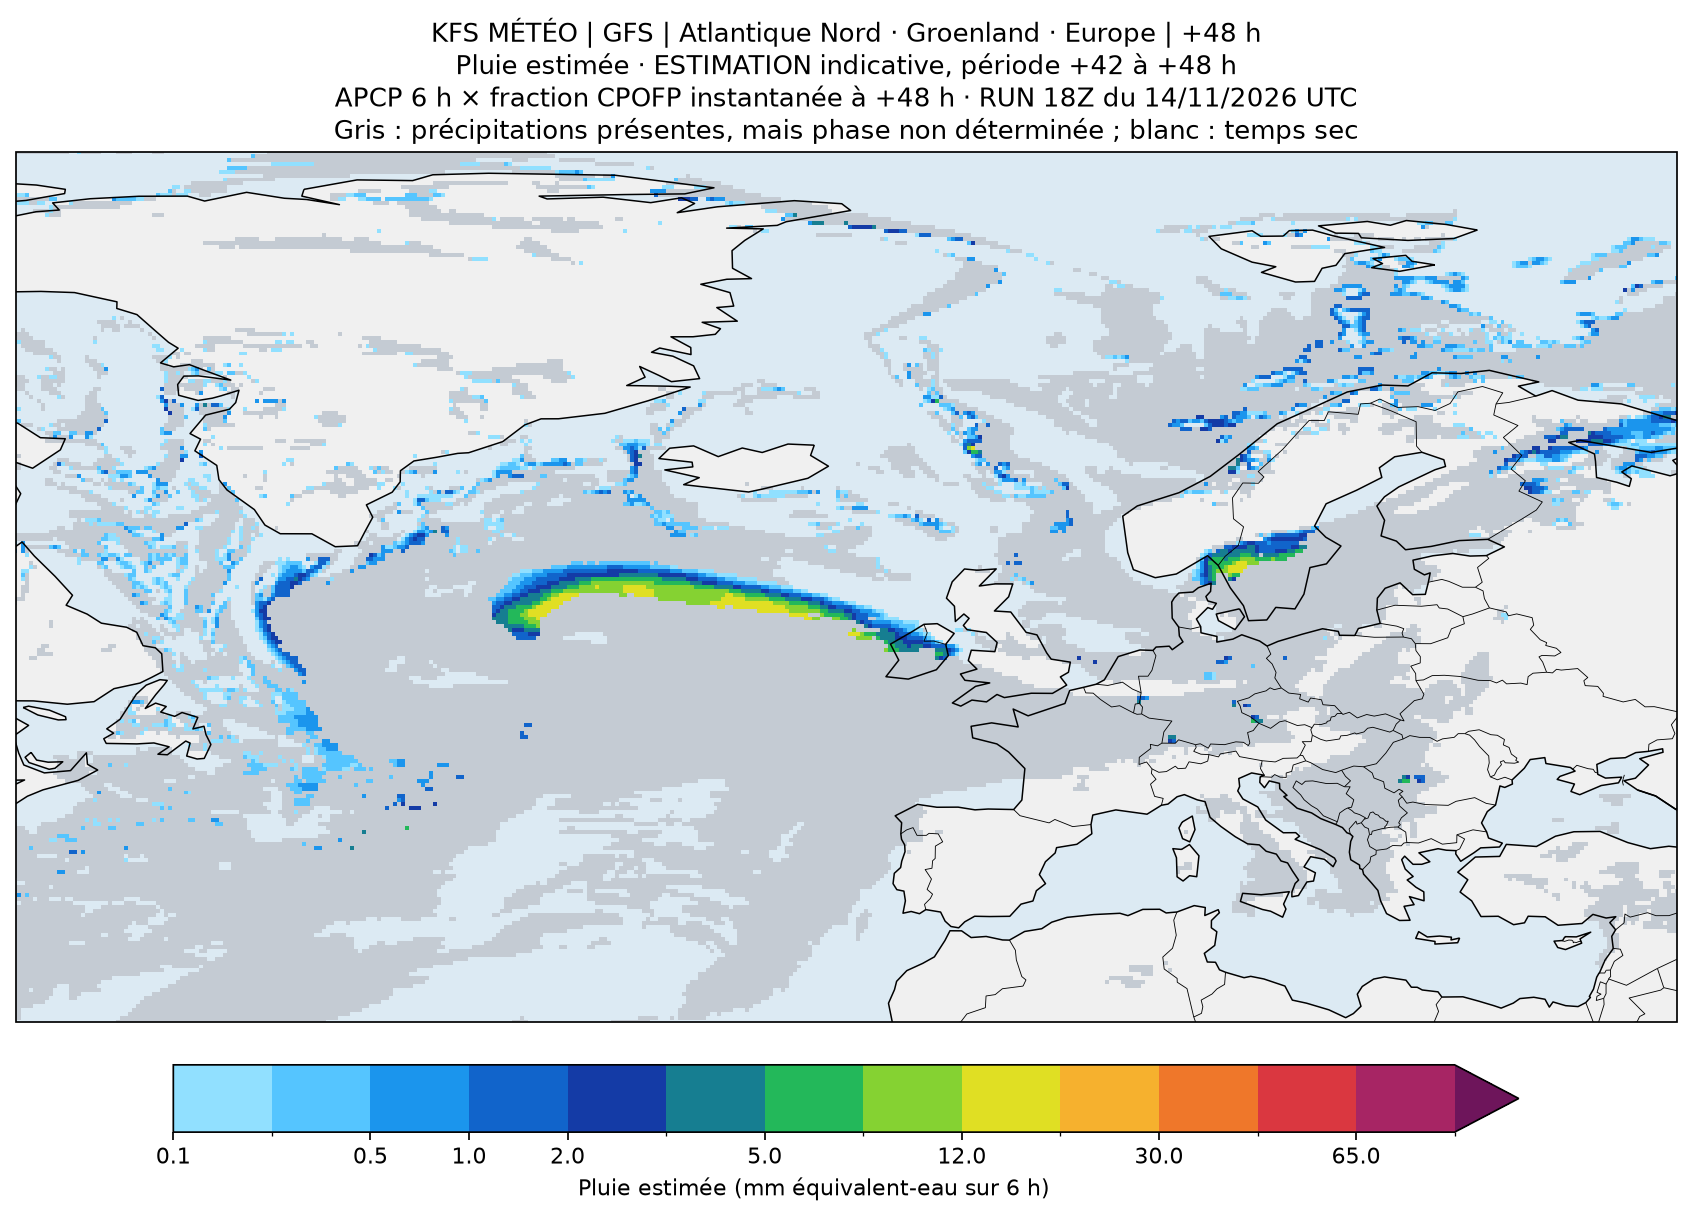 KFS MÉTÉO | GFS | Atlantique Nord · Groenland · Europe | +48 h
Pluie estimée · ESTIMATION indicative, période +42 à +48 h
APCP 6 h × fraction CPOFP instantanée à +48 h · RUN 18Z du 14/11/2026 UTC
Gris : précipitations présentes, mais phase non déterminée ; blanc : temps sec
0.1 0.5 1.0 2.0 5.0 12.0 30.0 65.0
Pluie estimée (mm équivalent-eau sur 6 h)